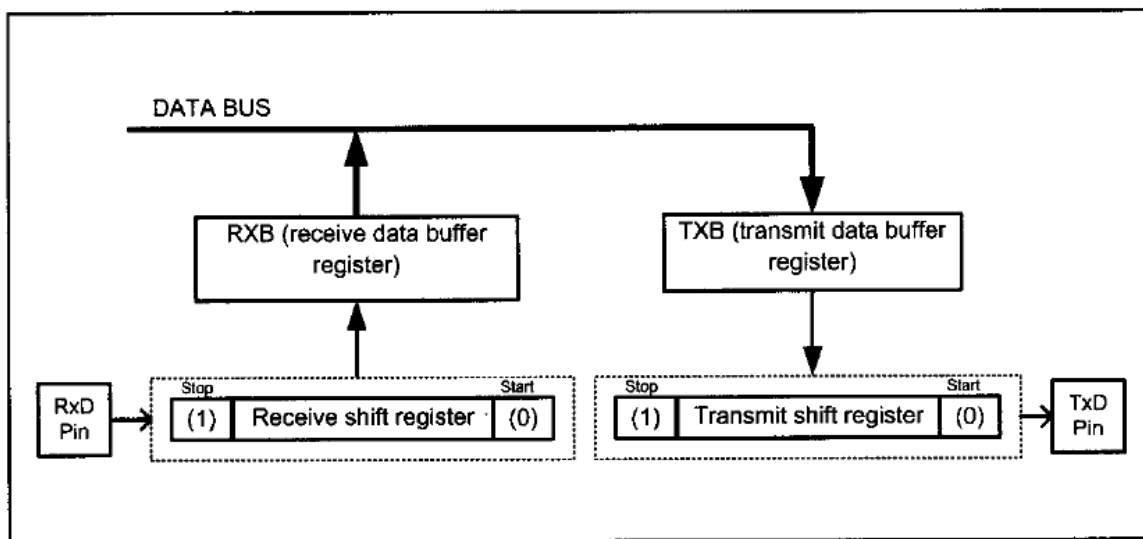 DATA BUS
RXB (receive data buffer
register)
TXB (transmit data buffer
register)
RxD
Pin
Stop
Start
(1)
Receive shift register
(0)
Stop
Start
(1)
Transmit shift register
(0)
TxD
Pin